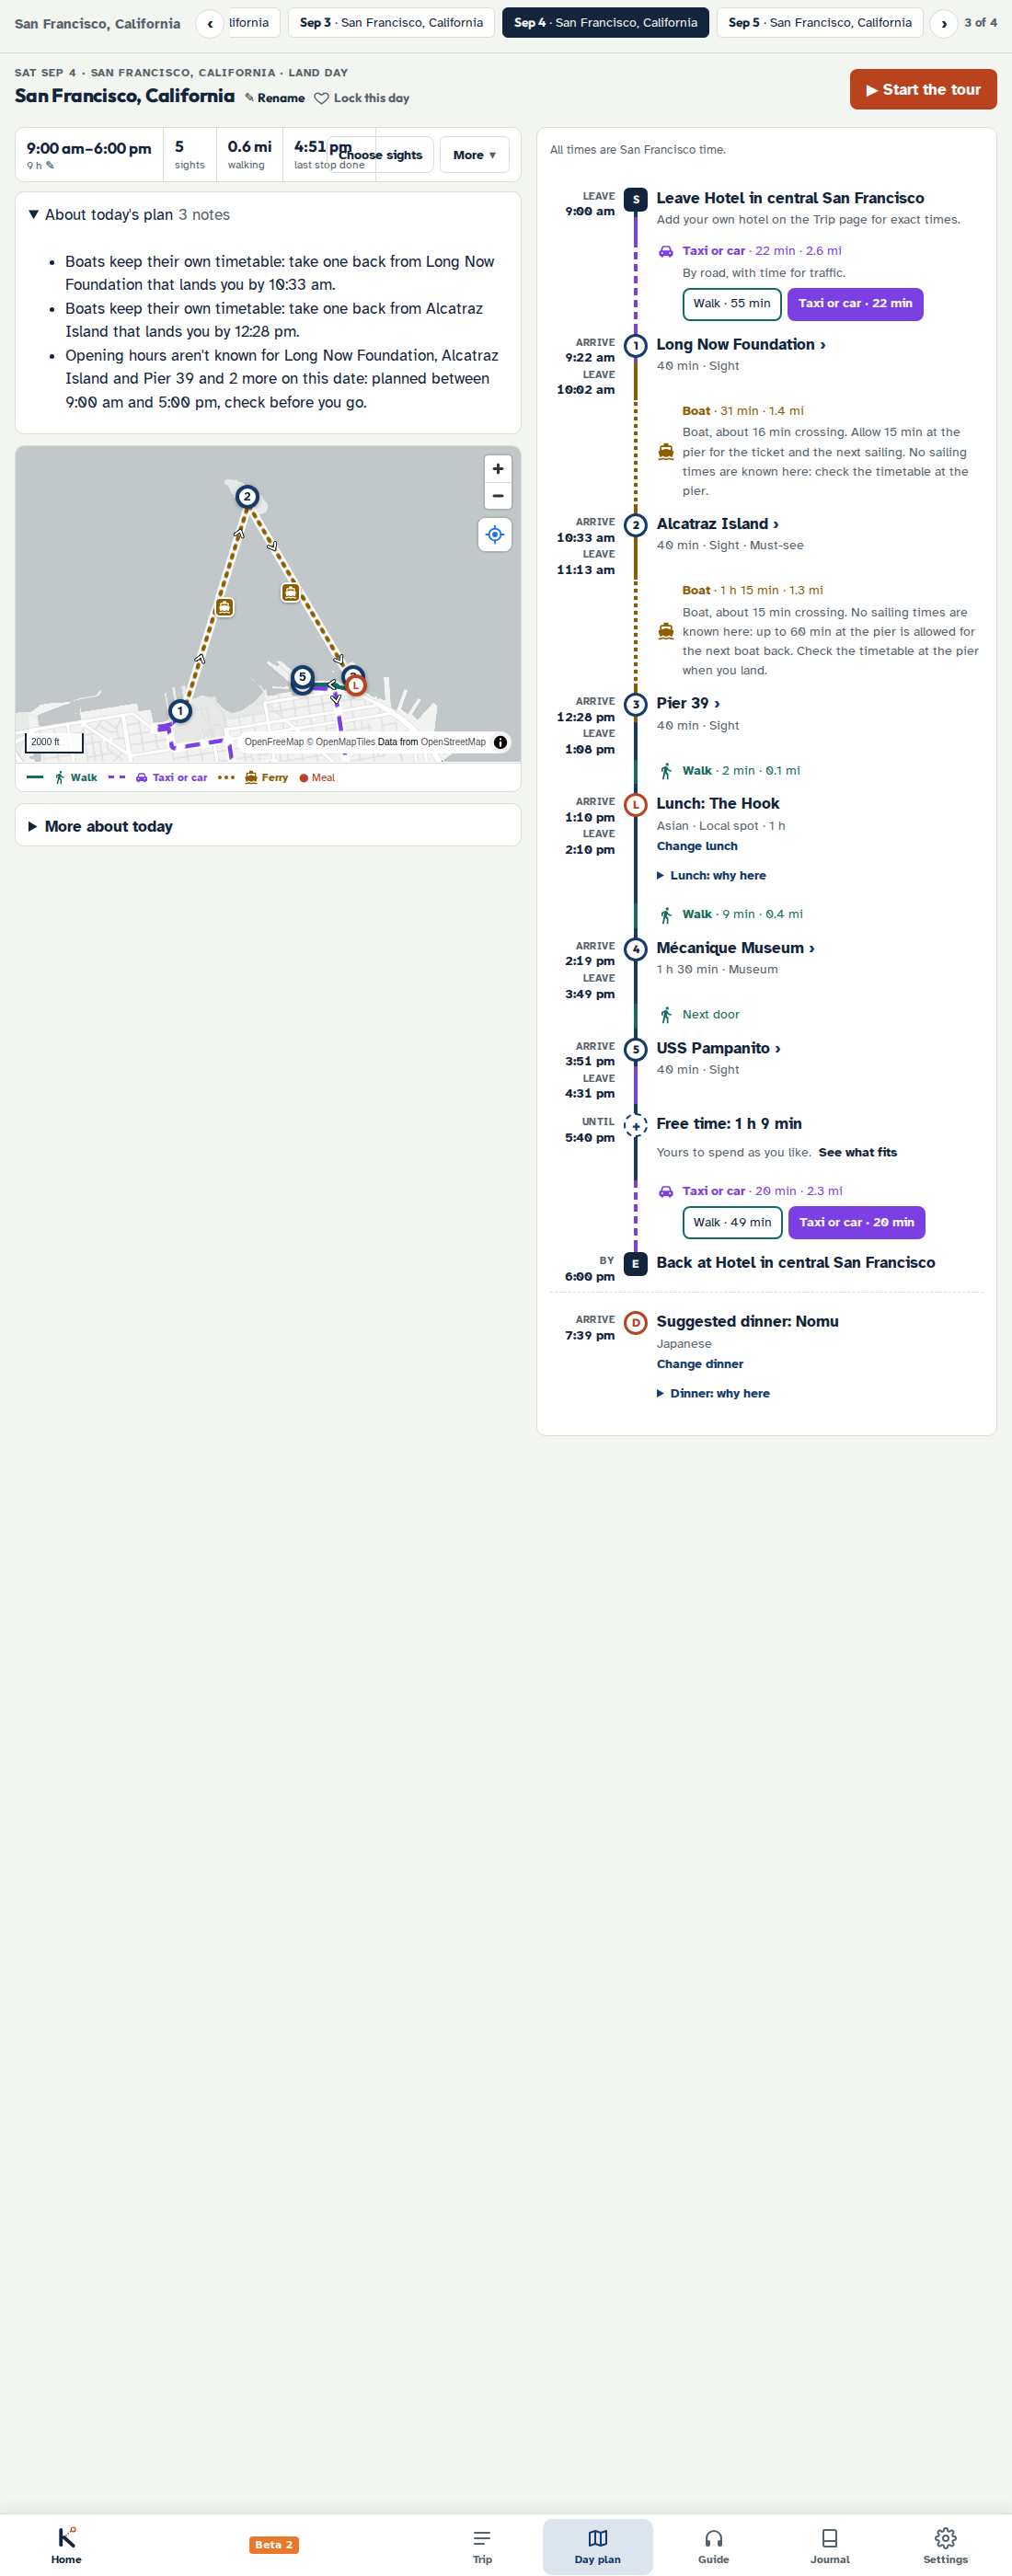 San Francisco, California
‹
lifornia
Sep 3 · San Francisco, California
Sep 4 · San Francisco, California
Sep 5 · San Francisco, California
›
3 of 4
SAT SEP 4 · SAN FRANCISCO, CALIFORNIA · LAND DAY
San Francisco, California ✎ Rename Lock this day
▶ Start the tour
9:00 am–6:00 pm
9 h ✎
5
sights
0.6 mi
walking
4:51 pm
last stop done
Choose sights
More ▾
▼ About today's plan 3 notes
• Boats keep their own timetable: take one back from Long Now
Foundation that lands you by 10:33 am.
• Boats keep their own timetable: take one back from Alcatraz
Island that lands you by 12:28 pm.
• Opening hours aren't known for Long Now Foundation, Alcatraz
Island and Pier 39 and 2 more on this date: planned between
9:00 am and 5:00 pm, check before you go.
+
−
2
5
L
1
2000 ft
OpenFreeMap © OpenMapTiles Data from OpenStreetMap
Walk Taxi or car Ferry Meal
▶ More about today
All times are San Francisco time.
LEAVE
9:00 am
S
Leave Hotel in central San Francisco
Add your own hotel on the Trip page for exact times.
Taxi or car · 22 min · 2.6 mi
By road, with time for traffic.
Walk · 55 min
Taxi or car · 22 min
ARRIVE
9:22 am
LEAVE
10:02 am
1
Long Now Foundation ›
40 min · Sight
Boat · 31 min · 1.4 mi
Boat, about 16 min crossing. Allow 15 min at the
pier for the ticket and the next sailing. No sailing
times are known here: check the timetable at the
pier.
ARRIVE
10:33 am
LEAVE
11:13 am
2
Alcatraz Island ›
40 min · Sight · Must-see
Boat · 1 h 15 min · 1.3 mi
Boat, about 15 min crossing. No sailing times are
known here: up to 60 min at the pier is allowed for
the next boat back. Check the timetable at the pier
when you land.
ARRIVE
12:28 pm
LEAVE
1:08 pm
3
Pier 39 ›
40 min · Sight
Walk · 2 min · 0.1 mi
ARRIVE
1:10 pm
LEAVE
2:10 pm
L
Lunch: The Hook
Asian · Local spot · 1 h
Change lunch
▶ Lunch: why here
Walk · 9 min · 0.4 mi
ARRIVE
2:19 pm
LEAVE
3:49 pm
4
Mécanique Museum ›
1 h 30 min · Museum
Next door
ARRIVE
3:51 pm
LEAVE
4:31 pm
5
USS Pampanito ›
40 min · Sight
UNTIL
5:40 pm
+
Free time: 1 h 9 min
Yours to spend as you like. See what fits
Taxi or car · 20 min · 2.3 mi
Walk · 49 min
Taxi or car · 20 min
BY
6:00 pm
E
Back at Hotel in central San Francisco
ARRIVE
7:39 pm
D
Suggested dinner: Nomu
Japanese
Change dinner
▶ Dinner: why here
Home
Beta 2
Trip
Day plan
Guide
Journal
Settings